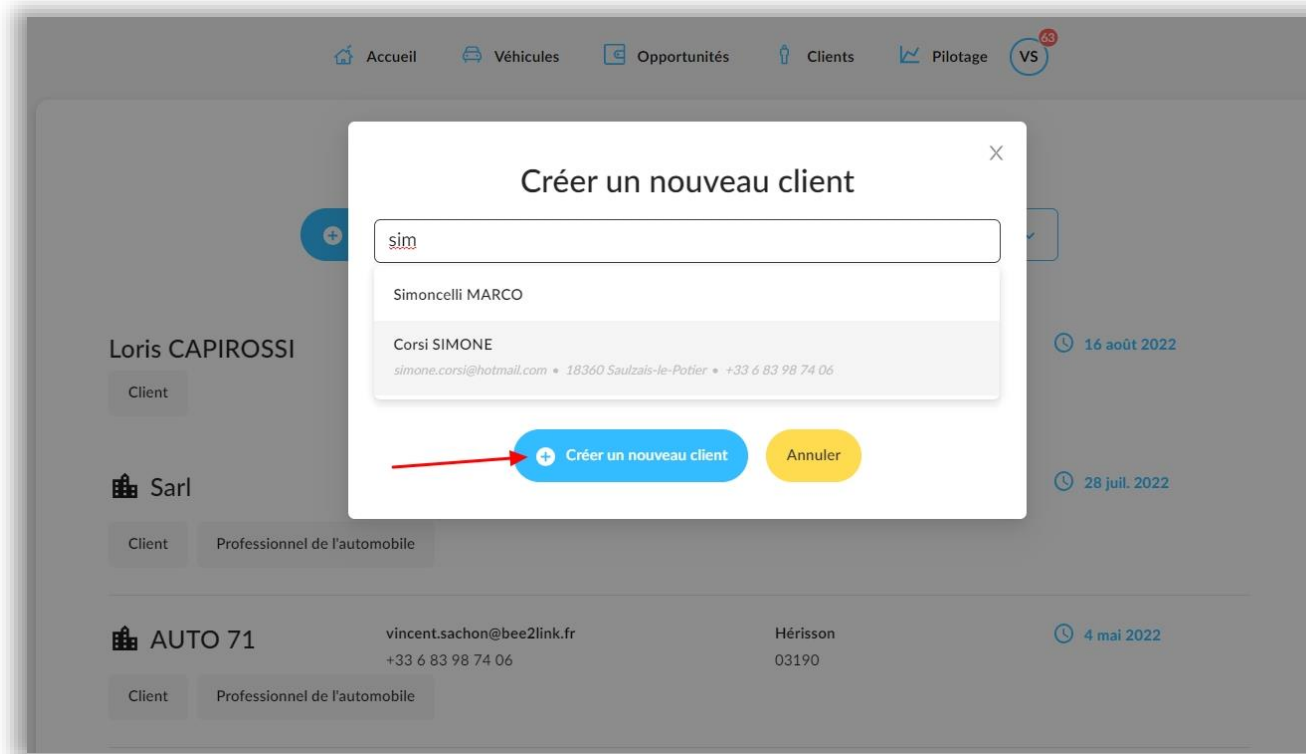 Accueil Véhicules Opportunités Clients Pilotage VS 63
Créer un nouveau client
sim
Simoncelli MARCO
Corsi SIMONE
simone.corsi@hotmail.com • 18360 Saulzais-le-Potier • +33 6 83 98 74 06
Créer un nouveau client Annuler
Loris CAPIROSSI 16 août 2022
Client
Sarl 28 juil. 2022
Client Professionnel de l'automobile
AUTO 71 vincent.sachon@bee2link.fr Hérisson 4 mai 2022
+33 6 83 98 74 06 03190
Client Professionnel de l'automobile